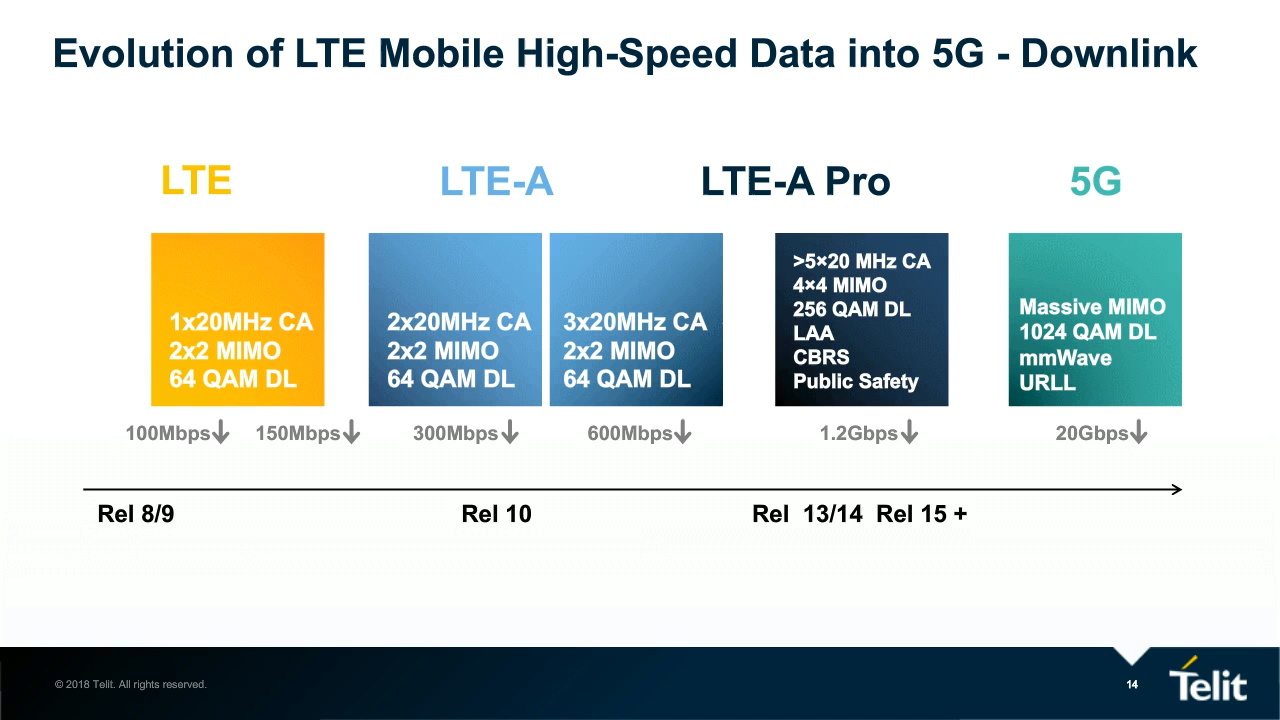 Evolution of LTE Mobile High-Speed Data into 5G - Downlink
LTE
LTE-A
LTE-A Pro
5G
1x20MHz CA
2x2 MIMO
64 QAM DL
2x20MHz CA
2x2 MIMO
64 QAM DL
3x20MHz CA
2x2 MIMO
64 QAM DL
>5×20 MHz CA
4×4 MIMO
256 QAM DL
LAA
CBRS
Public Safety
Massive MIMO
1024 QAM DL
mmWave
URLL
100Mbps↓
150Mbps↓
300Mbps↓
600Mbps↓
1.2Gbps↓
20Gbps↓
Rel 8/9
Rel 10
Rel  13/14  Rel 15 +
© 2018 Telit. All rights reserved.
14
Telit